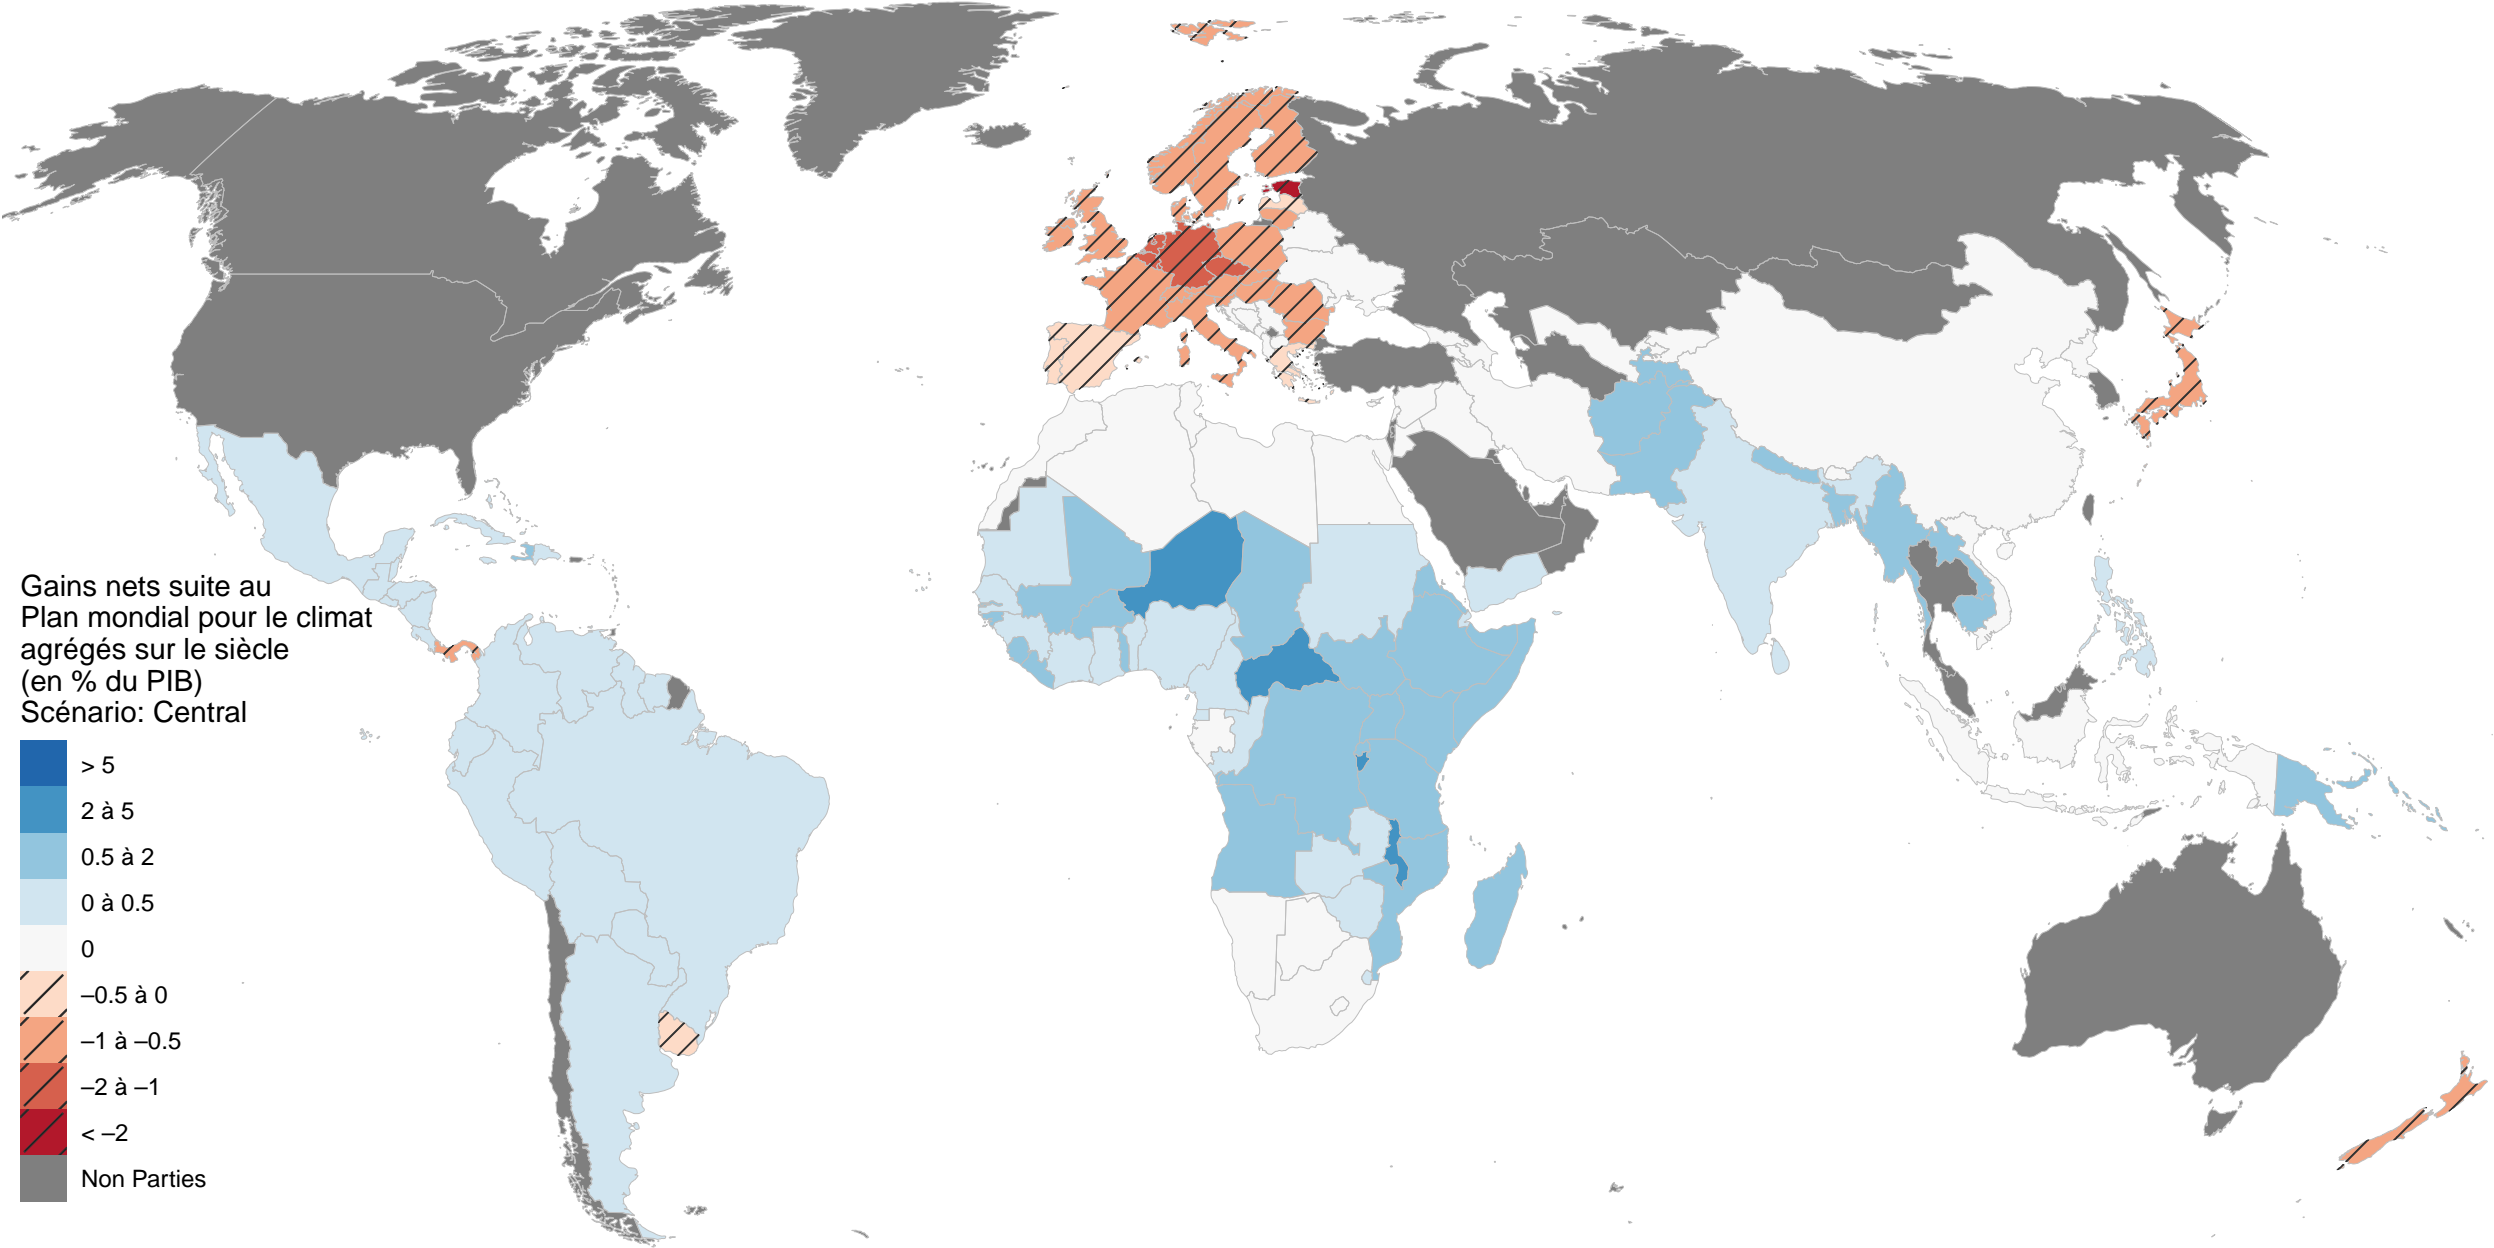 Gains nets suite au
Plan mondial pour le climat
agrégés sur le siècle
(en % du PIB)
Scénario: Central
> 5
2 à 5
0.5 à 2
0 à 0.5
0
–0.5 à 0
–1 à –0.5
–2 à –1
< –2
Non Parties